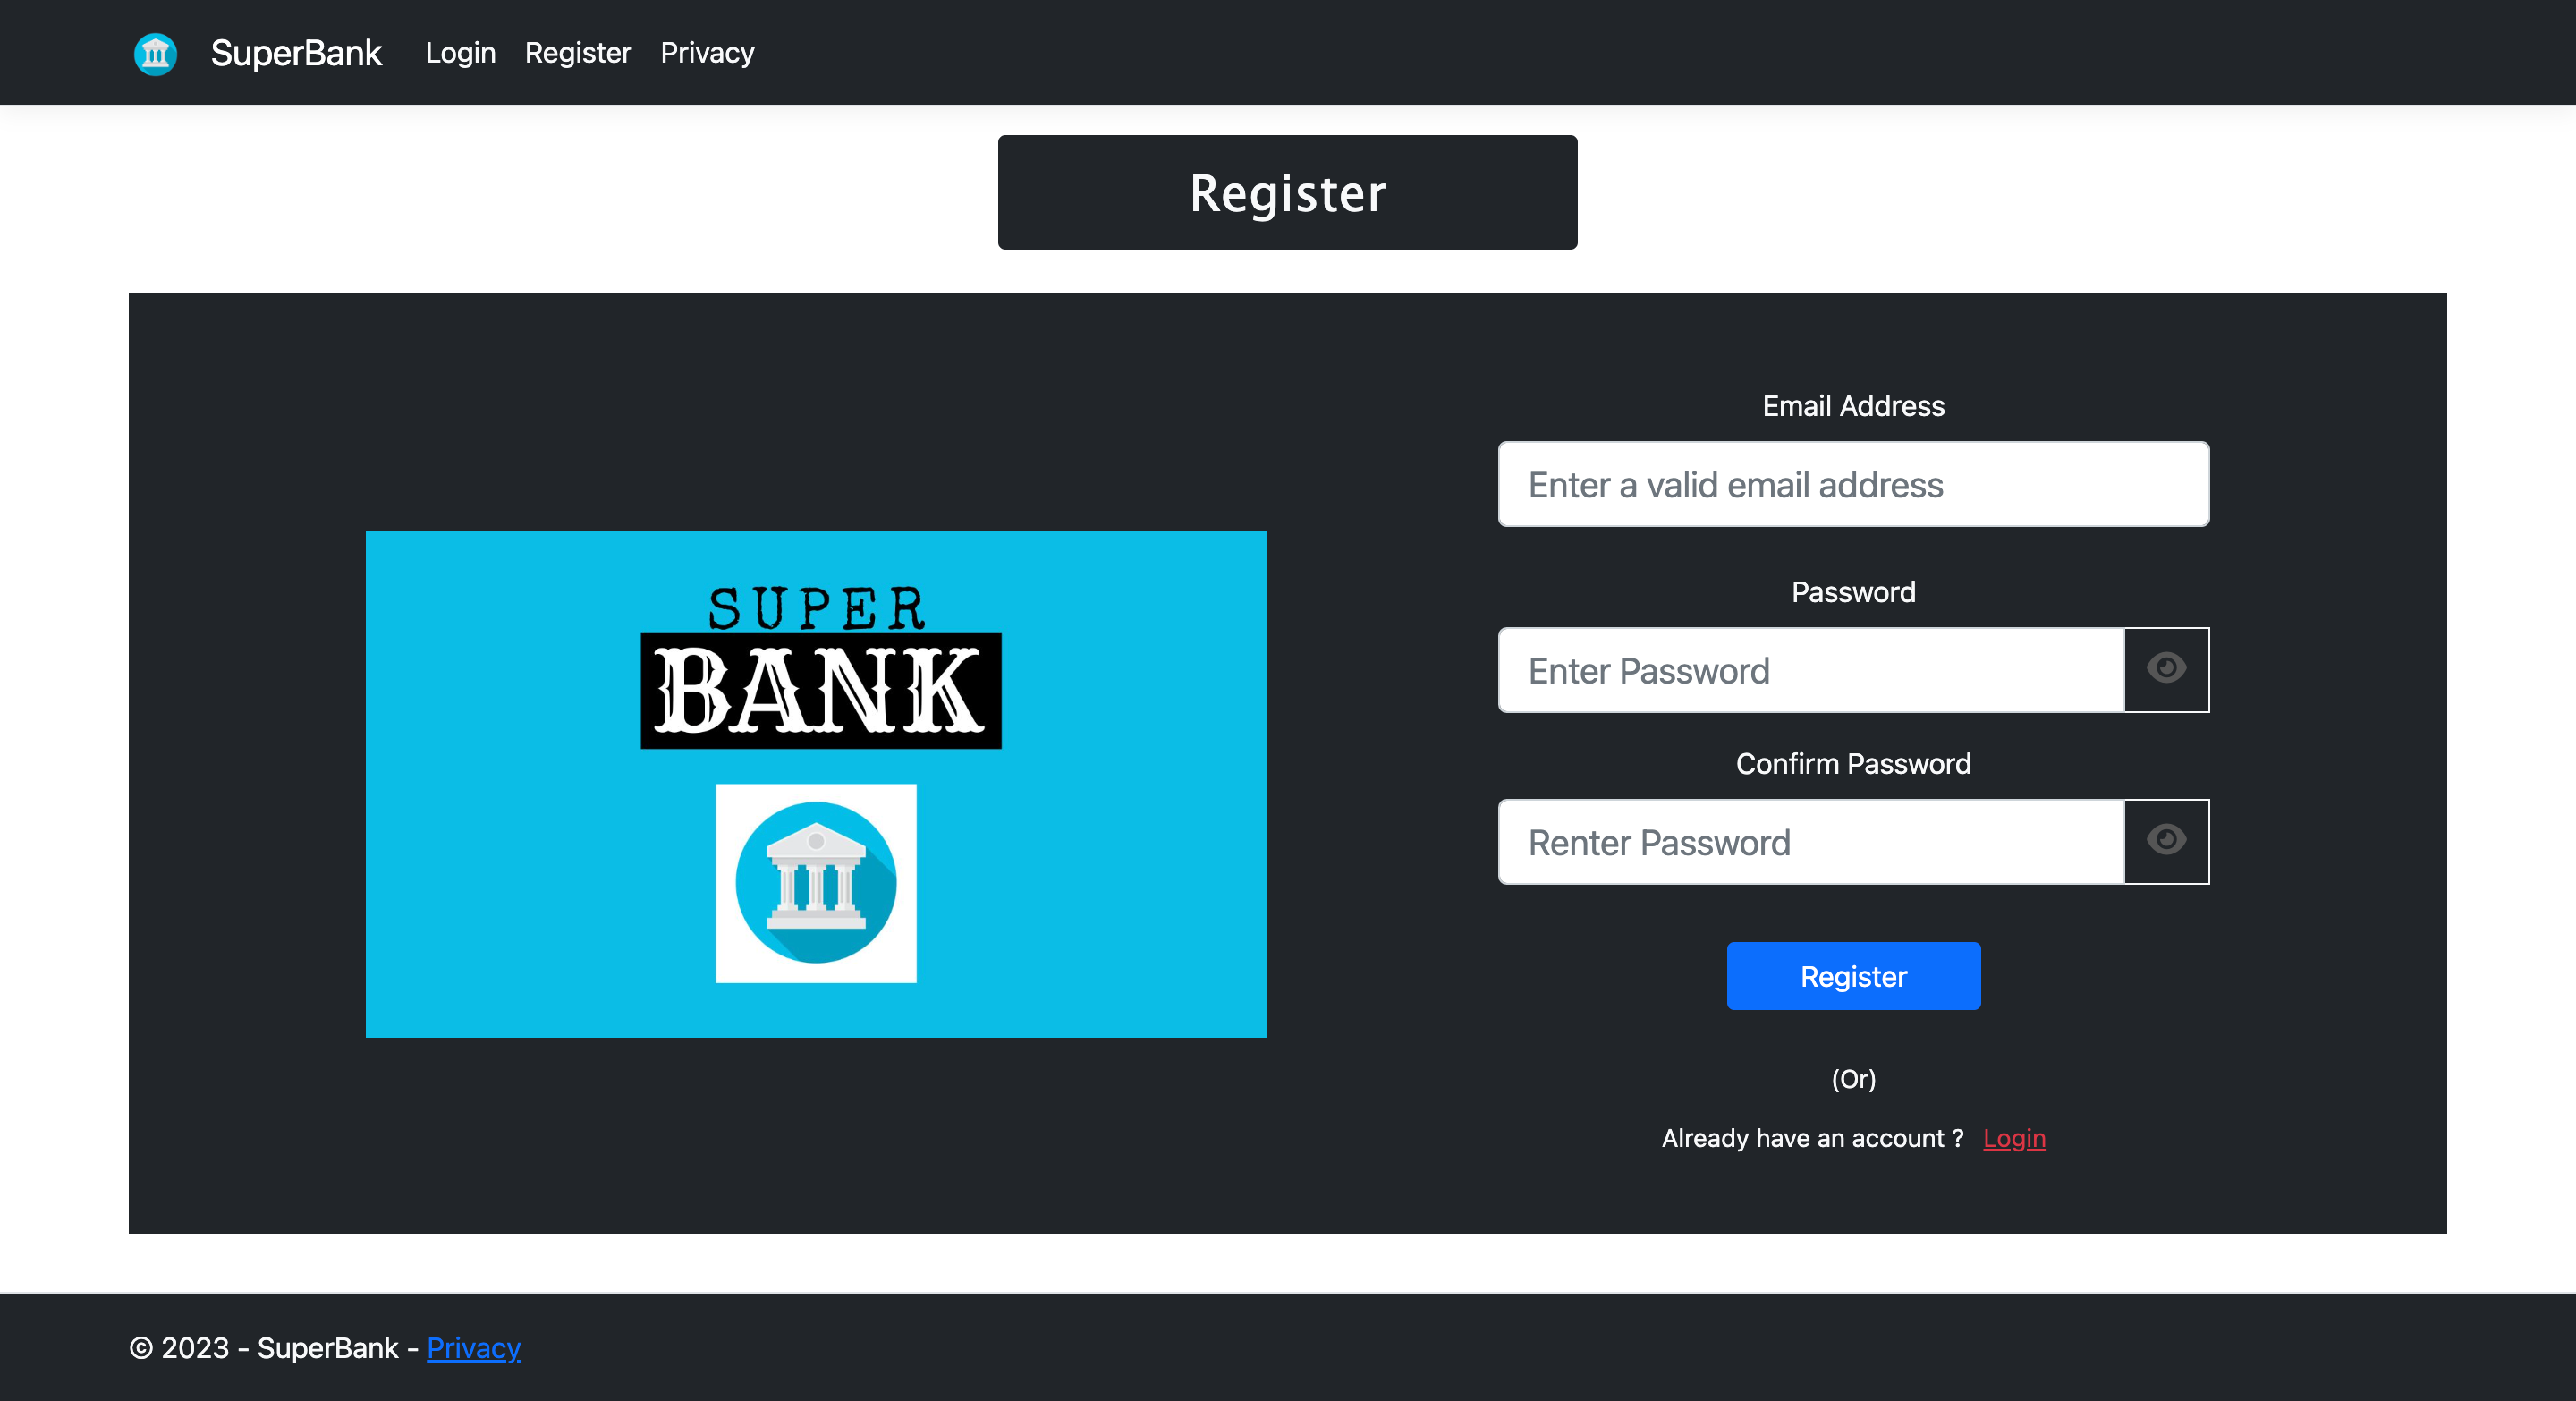 SuperBank Login Register Privacy
Register
Email Address
Enter a valid email address
Password
Enter Password
Confirm Password
Renter Password
Register
(Or)
Already have an account ? Login
SUPER
BANK
© 2023 - SuperBank - Privacy